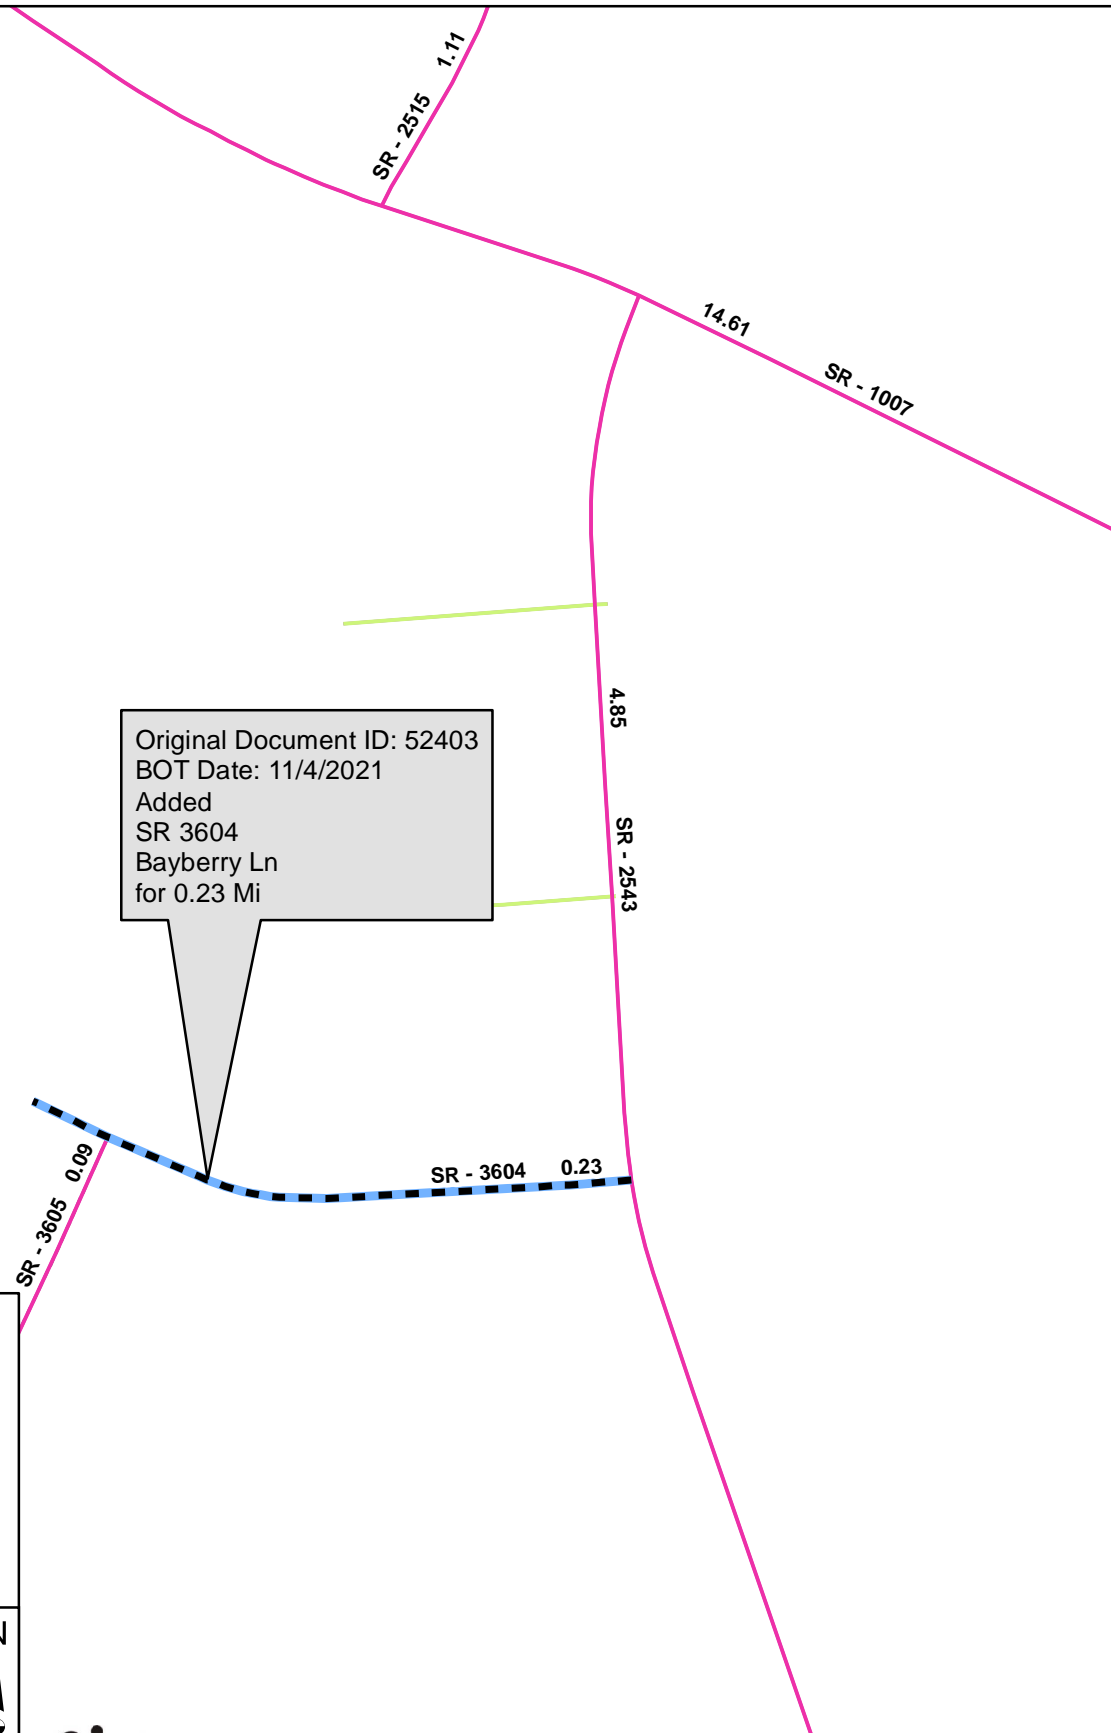 1.11
SR - 2515
14.61
SR - 1007
4.85
SR - 2543
Original Document ID: 52403
BOT Date: 11/4/2021
Added
SR 3604
Bayberry Ln
for 0.23 Mi
SR - 3604 0.23
SR - 3605 0.09